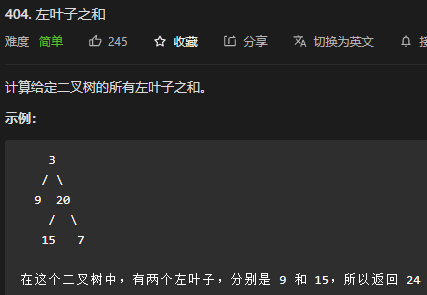 404. 左叶子之和
难度 简单 245 收藏 分享 切换为英文
计算给定二叉树的所有左叶子之和。
示例：
3
/ \
9 20
/ \
15 7
在这个二叉树中，有两个左叶子，分别是 9 和 15，所以返回 24